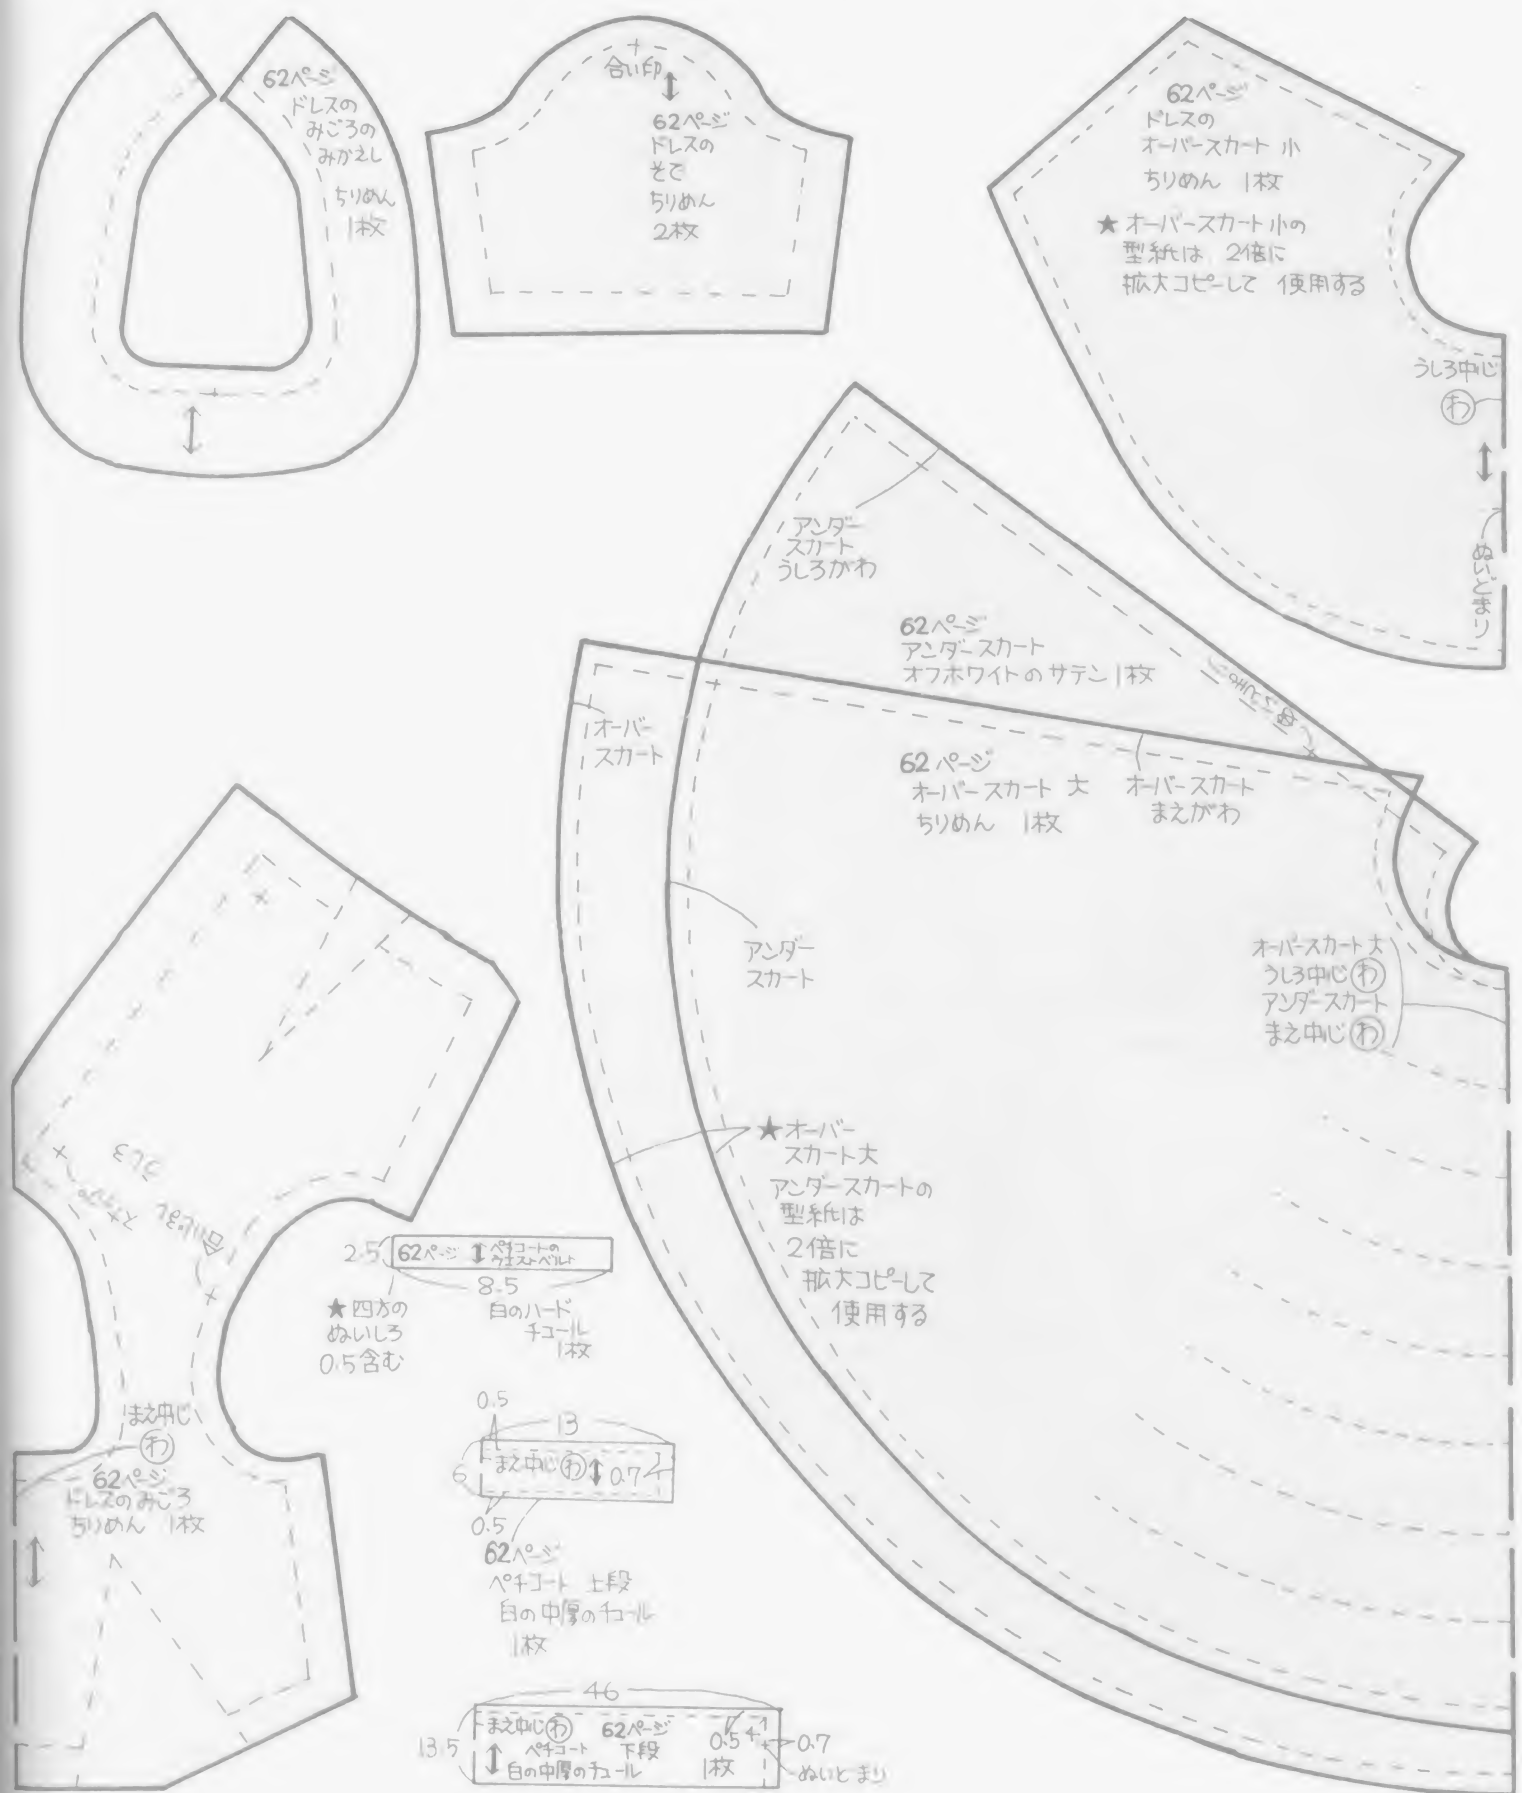 62ページ
ドレスの
みごろの
みかえし
ちりめん
1枚
合い印
62ページ
ドレスの
そで
ちりめん
2枚
62ページ
ドレスの
オーバースカート 小
ちりめん 1枚
★オーバースカート小の
型紙は 2倍に
拡大コピーして 使用する
うしろ中心
わ
ぬいどまり
アンダー
スカート
うしろがわ
62ページ
アンダースカート
オフホワイトのサテン1枚
ぬいどまり
オーバー
スカート
62ページ
オーバースカート 大
ちりめん 1枚
オーバースカート
まえがわ
アンダー
スカート
オーバースカート大
うしろ中心わ
アンダースカート
まえ中心わ
★オーバー
スカート大
アンダースカートの
型紙は
2倍に
拡大コピーして
使用する
うしろ
合いじるし
まえ中心
わ
62ページ
ドレスのみごろ
ちりめん 1枚
2.5
62ページ
ペチコートの
ウエストベルト
8.5
★四方の
ぬいしろ
0.5含む
白のハード
チュール
1枚
0.5
13
6
まえ中心わ
0.7
0.5
62ページ
ペチコート 上段
白の中厚のチュール
1枚
46
13.5
まえ中心わ 62ページ
ペチコート 下段
白の中厚のチュール 1枚
0.5
4
0.7
ぬいとまり